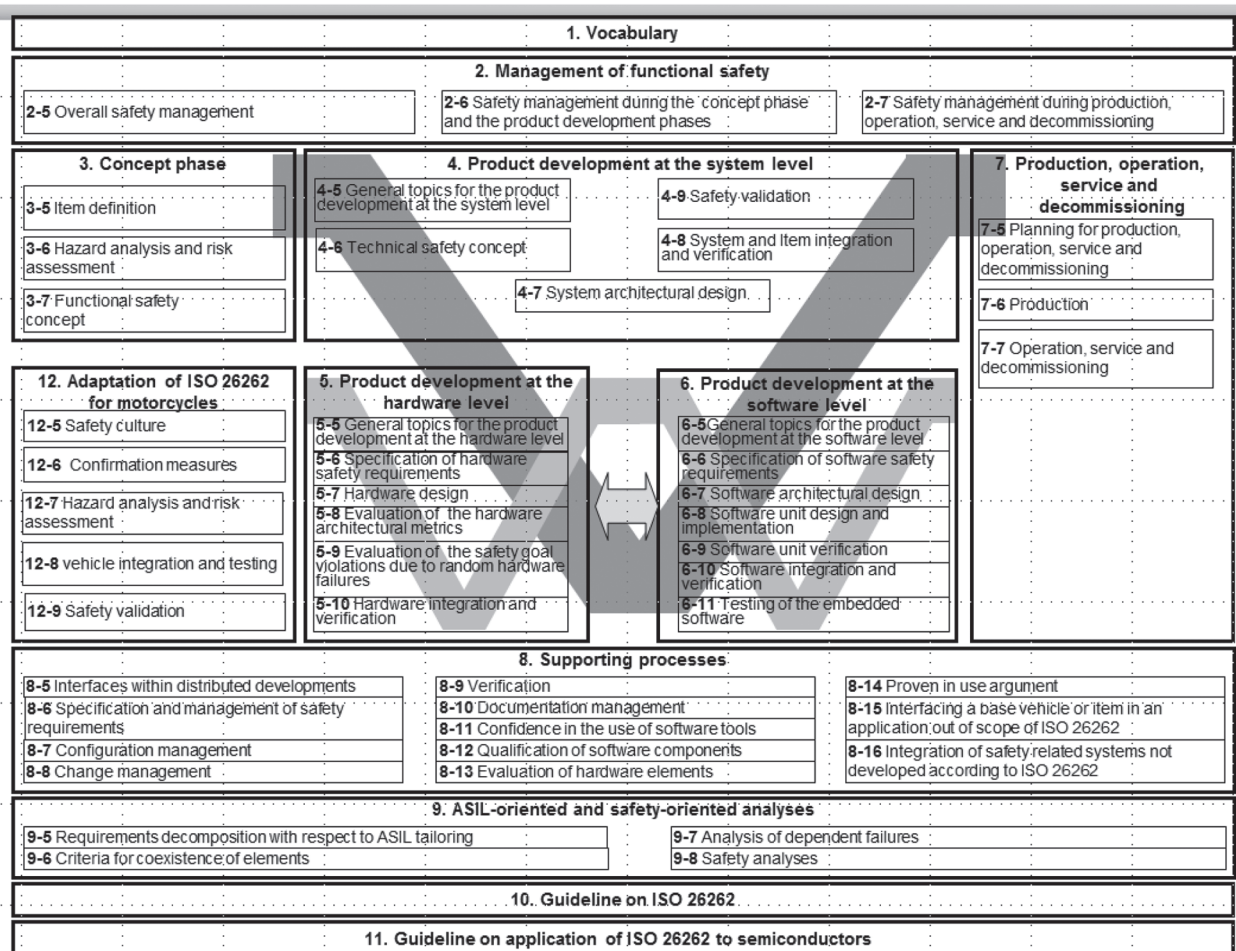 1. Vocabulary
2. Management of functional safety
2-5 Overall safety management
2-6 Safety management during the concept phase
and the product development phases
2-7 Safety management during production,
operation, service and decommissioning
3. Concept phase
3-5 Item definition
3-6 Hazard analysis and risk
assessment
3-7 Functional safety
concept
4. Product development at the system level
4-5 General topics for the product
development at the system level
4-6 Technical safety concept
4-7 System architectural design
4-9 Safety validation
4-8 System and Item integration
and verification
7. Production, operation,
service and
decommissioning
7-5 Planning for production,
operation, service and
decommissioning
7-6 Production
7-7 Operation, service and
decommissioning
12. Adaptation of ISO 26262
for motorcycles
12-5 Safety culture
12-6 Confirmation measures
12-7 Hazard analysis and risk
assessment
12-8 vehicle integration and testing
12-9 Safety validation
5. Product development at the
hardware level
5-5 General topics for the product
development at the hardware level
5-6 Specification of hardware
safety requirements
5-7 Hardware design
5-8 Evaluation of the hardware
architectural metrics
5-9 Evaluation of the safety goal
violations due to random hardware
failures
5-10 Hardware integration and
verification
6. Product development at the
software level
6-5General topics for the product
development at the software level
6-6 Specification of software safety
requirements
6-7 Software architectural design
6-8 Software unit design and
implementation
6-9 Software unit verification
6-10 Software integration and
verification
6-11 Testing of the embedded
software
8. Supporting processes
8-5 Interfaces within distributed developments
8-6 Specification and management of safety
requirements
8-7 Configuration management
8-8 Change management
8-9 Verification
8-10 Documentation management
8-11 Confidence in the use of software tools
8-12 Qualification of software components
8-13 Evaluation of hardware elements
8-14 Proven in use argument
8-15 Interfacing a base vehicle or item in an
application out of scope of ISO 26262
8-16 Integration of safety related systems not
developed according to ISO 26262
9. ASIL-oriented and safety-oriented analyses
9-5 Requirements decomposition with respect to ASIL tailoring
9-6 Criteria for coexistence of elements
9-7 Analysis of dependent failures
9-8 Safety analyses
10. Guideline on ISO 26262
11. Guideline on application of ISO 26262 to semiconductors